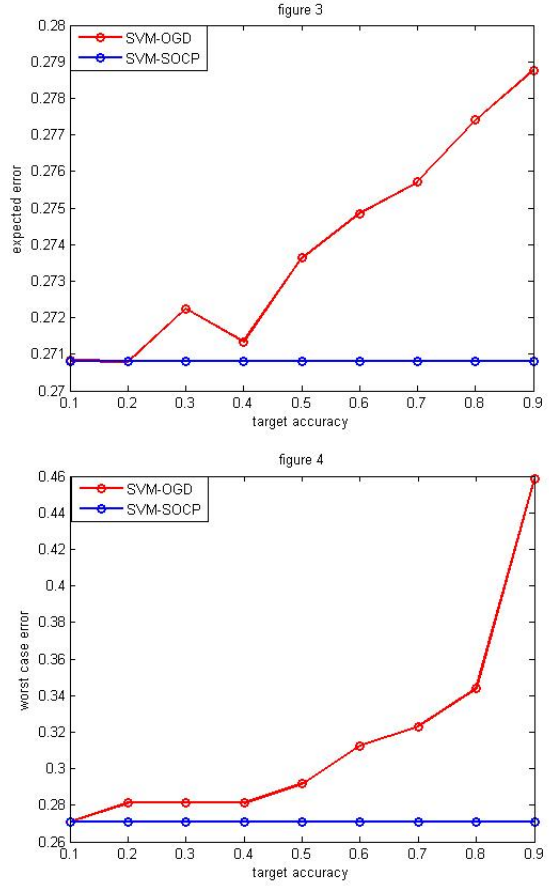 figure 3
0.28
SVM-OGD
SVM-SOCP
0.279
0.278
0.277
0.276
0.275
0.274
0.273
0.272
0.271
0.27
expected error
0.1 0.2 0.3 0.4 0.5 0.6 0.7 0.8 0.9
target accuracy
figure 4
0.46
SVM-OGD
SVM-SOCP
0.44
0.42
0.4
0.38
0.36
0.34
0.32
0.3
0.28
0.26
worst case error
0.1 0.2 0.3 0.4 0.5 0.6 0.7 0.8 0.9
target accuracy